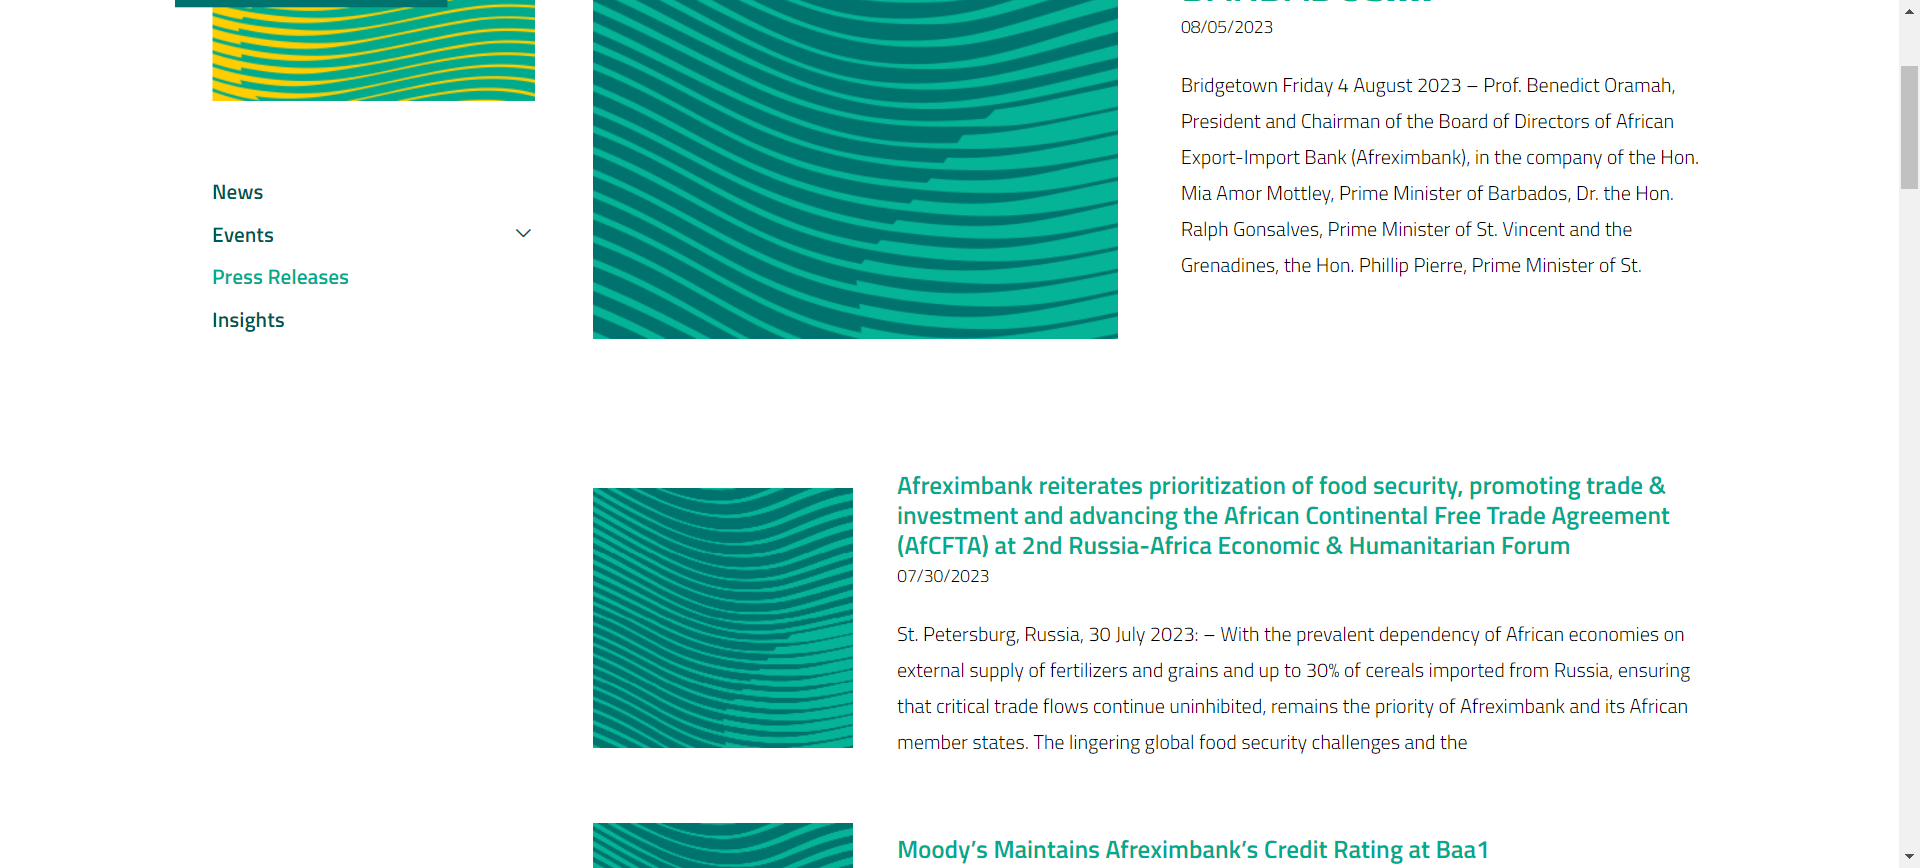 08/05/2023
Bridgetown Friday 4 August 2023 – Prof. Benedict Oramah,
President and Chairman of the Board of Directors of African
Export-Import Bank (Afreximbank), in the company of the Hon.
Mia Amor Mottley, Prime Minister of Barbados, Dr. the Hon.
Ralph Gonsalves, Prime Minister of St. Vincent and the
Grenadines, the Hon. Phillip Pierre, Prime Minister of St.
News
Events
Press Releases
Insights
Afreximbank reiterates prioritization of food security, promoting trade &
investment and advancing the African Continental Free Trade Agreement
(AfCFTA) at 2nd Russia-Africa Economic & Humanitarian Forum
07/30/2023
St. Petersburg, Russia, 30 July 2023: – With the prevalent dependency of African economies on
external supply of fertilizers and grains and up to 30% of cereals imported from Russia, ensuring
that critical trade flows continue uninhibited, remains the priority of Afreximbank and its African
member states. The lingering global food security challenges and the
Moody’s Maintains Afreximbank’s Credit Rating at Baa1